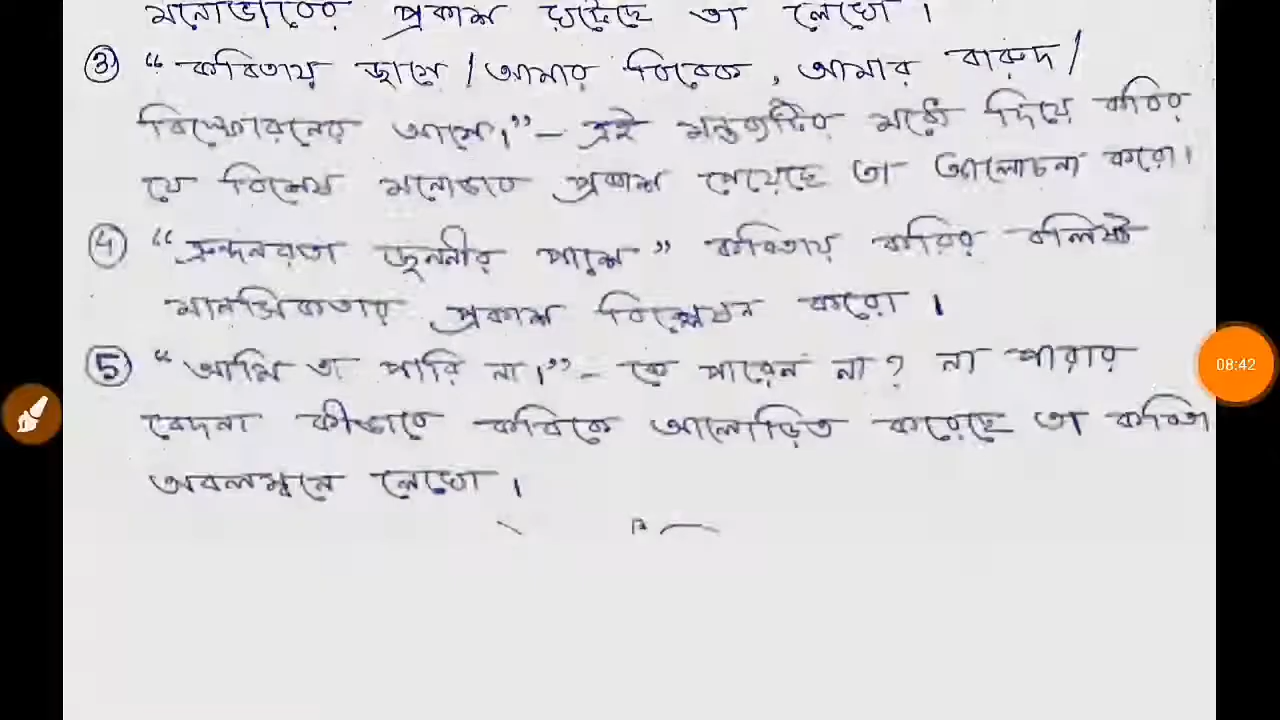 মনোভাবের প্রকাশ ঘটেছে তা লেখো।
③ “কবিতায় জাগে / আমার বিবেক, আমার বারুদ /
বিস্ফোরণের আগে।” – এই মন্তব্যটির মধ্যে দিয়ে কবির
যে বিশেষ মনোভাব প্রকাশ পেয়েছে তা আলোচনা করো।
④ “ক্রন্দনরতা জননীর পাশে” কবিতায় কবির বলিষ্ঠ
মানসিকতার প্রকাশ বিশ্লেষণ করো।
⑤ “আমি তা পারি না।” – কে পারেন না? না পারার
বেদনা কীভাবে কবিকে আলোড়িত করেছে তা কবিতা
অবলম্বনে লেখো।
08:42